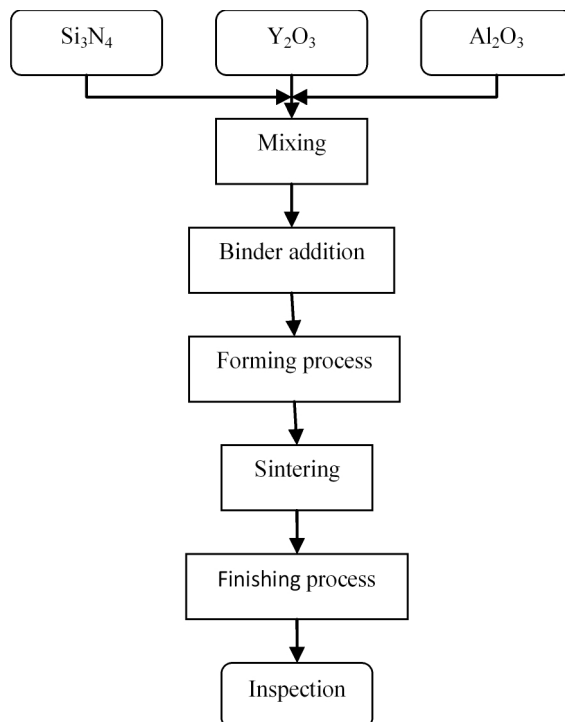 Si₃N₄
Y₂O₃
Al₂O₃
Mixing
Binder addition
Forming process
Sintering
Finishing process
Inspection